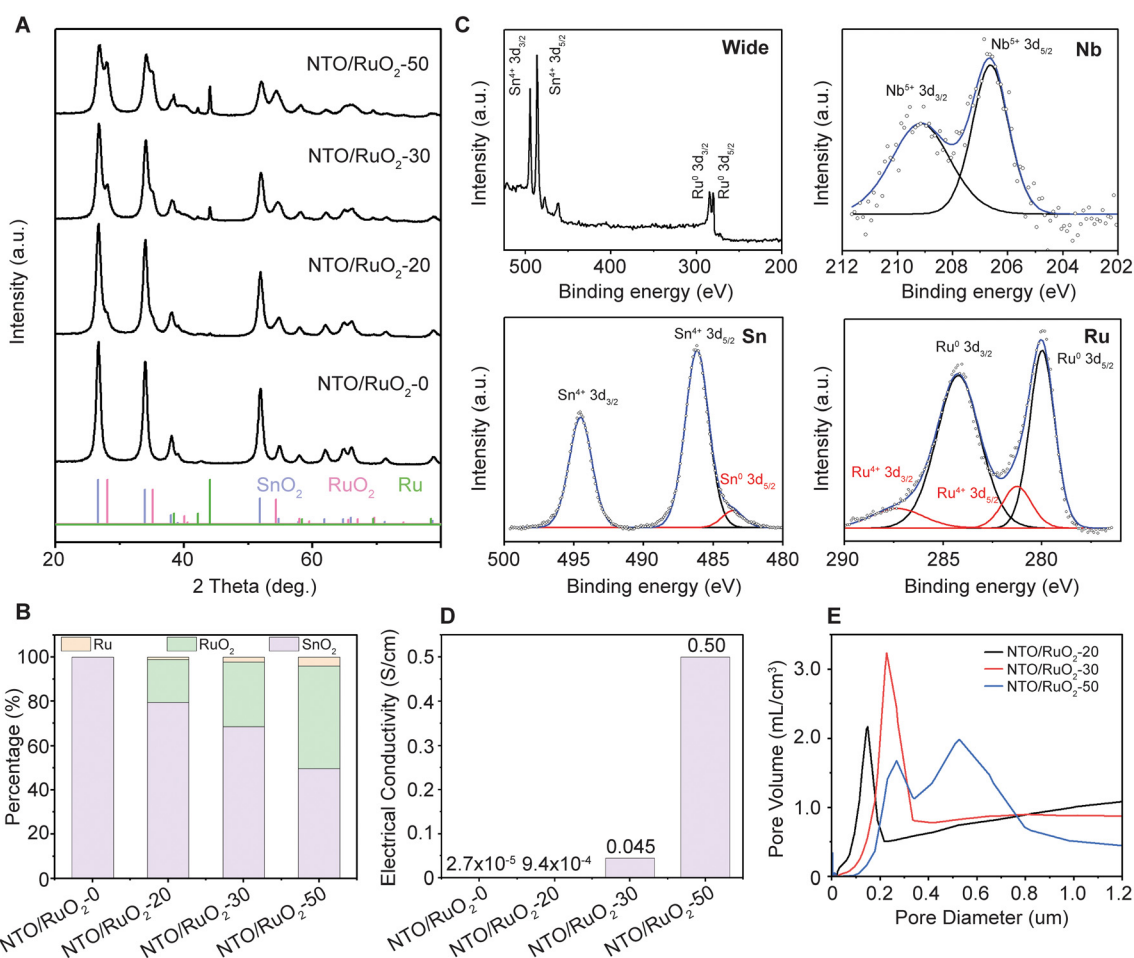 A
NTO/RuO₂-50
NTO/RuO₂-30
NTO/RuO₂-20
NTO/RuO₂-0
SnO₂ RuO₂ Ru
Intensity (a.u.)
20 40 60
2 Theta (deg.)
C
Wide
Sn⁴⁺ 3d₃/₂
Sn⁴⁺ 3d₅/₂
Ru⁰ 3d₃/₂
Ru⁰ 3d₅/₂
Intensity (a.u.)
500 400 300 200
Binding energy (eV)
Nb
Nb⁵⁺ 3d₅/₂
Nb⁵⁺ 3d₃/₂
Intensity (a.u.)
212 210 208 206 204 202
Binding energy (eV)
Sn
Sn⁴⁺ 3d₅/₂
Sn⁴⁺ 3d₃/₂
Sn⁰ 3d₅/₂
Intensity (a.u.)
500 495 490 485 480
Binding energy (eV)
Ru
Ru⁰ 3d₃/₂
Ru⁰ 3d₅/₂
Ru⁴⁺ 3d₃/₂
Ru⁴⁺ 3d₅/₂
Intensity (a.u.)
290 285 280
Binding energy (eV)
B
Ru RuO₂ SnO₂
Percentage (%)
100
80
60
40
20
0
NTO/RuO₂-0
NTO/RuO₂-20
NTO/RuO₂-30
NTO/RuO₂-50
D
Electrical Conductivity (S/cm)
0.5
0.4
0.3
0.2
0.1
0
2.7x10⁻⁵ 9.4x10⁻⁴ 0.045 0.50
NTO/RuO₂-0
NTO/RuO₂-20
NTO/RuO₂-30
NTO/RuO₂-50
E
NTO/RuO₂-20
NTO/RuO₂-30
NTO/RuO₂-50
Pore Volume (mL/cm³)
3.0
2.0
1.0
0
0 0.2 0.4 0.6 0.8 1.0 1.2
Pore Diameter (um)